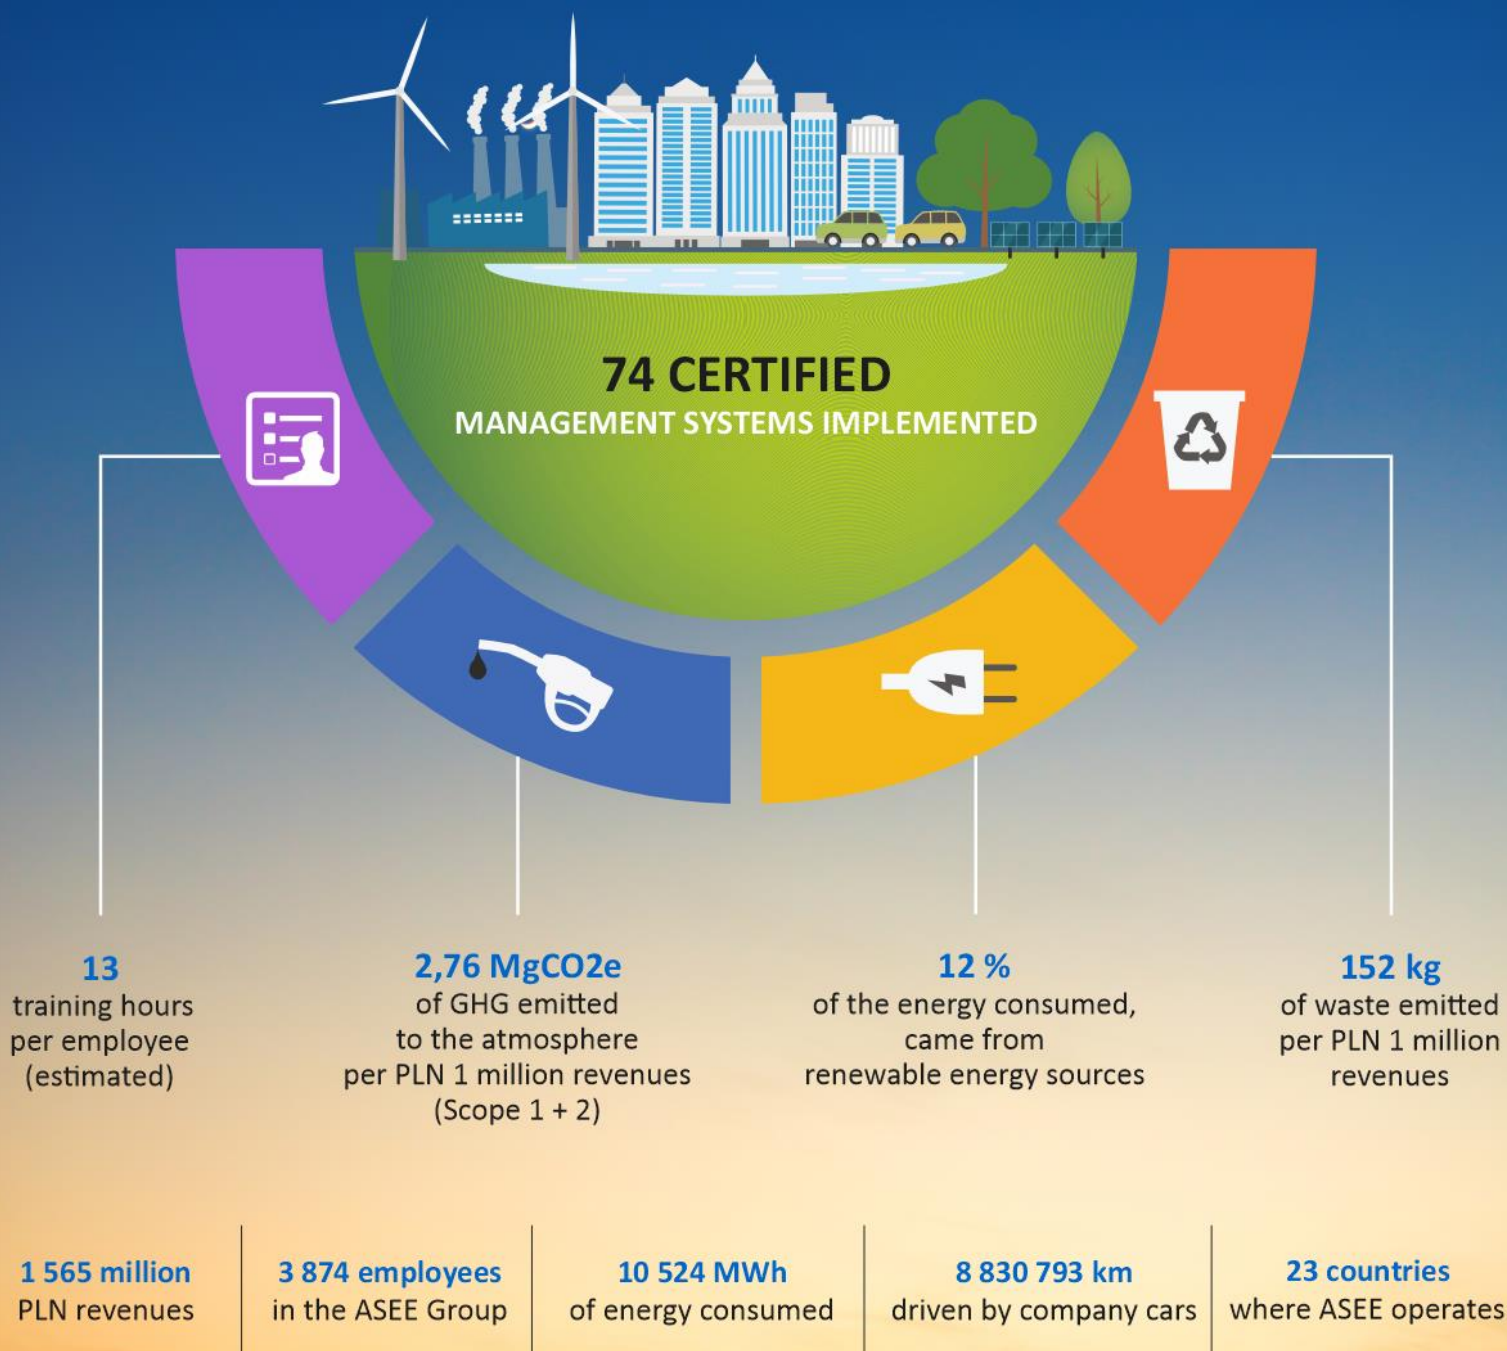 74 CERTIFIED
MANAGEMENT SYSTEMS IMPLEMENTED
13
training hours
per employee
(estimated)
2,76 MgCO2e
of GHG emitted
to the atmosphere
per PLN 1 million revenues
(Scope 1 + 2)
12 %
of the energy consumed,
came from
renewable energy sources
152 kg
of waste emitted
per PLN 1 million
revenues
1 565 million
PLN revenues
3 874 employees
in the ASEE Group
10 524 MWh
of energy consumed
8 830 793 km
driven by company cars
23 countries
where ASEE operates